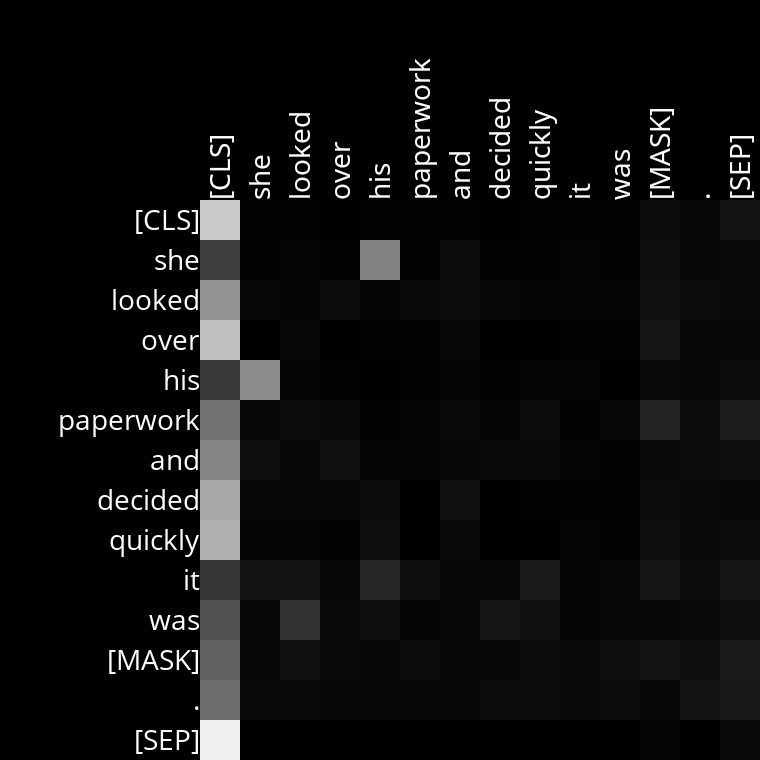 [CLS] she looked over his paperwork and decided quickly it was [MASK] . [SEP]
[CLS]
she
looked
over
his
paperwork
and
decided
quickly
it
was
[MASK]
.
[SEP]